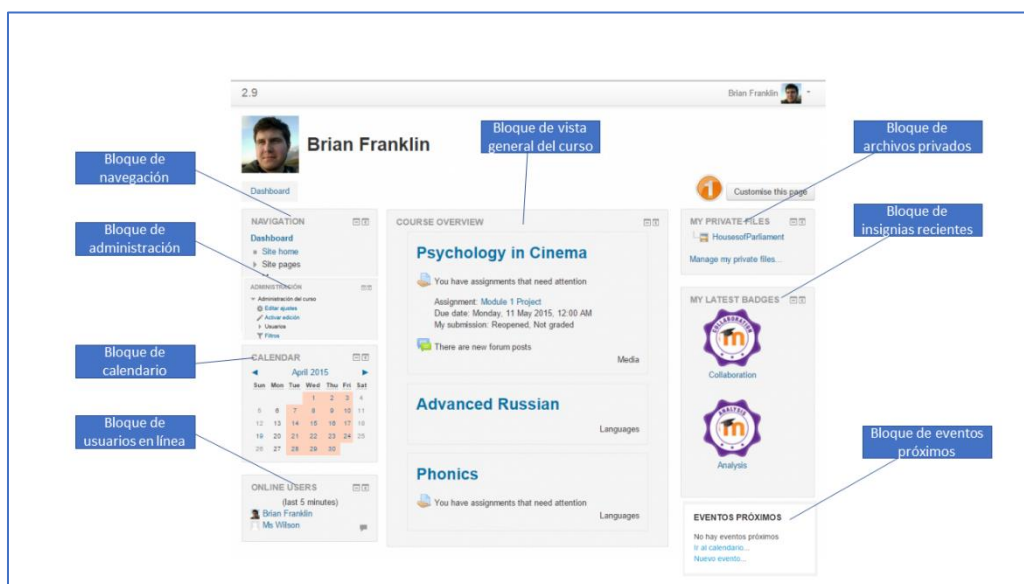 2.9
Brian Franklin
Brian Franklin
Bloque de vista
general del curso
Bloque de
archivos privados
Bloque de
navegación
Dashboard
1
Customise this page
Bloque de
insignias recientes
Bloque de
administración
NAVIGATION
Dashboard
Site home
Site pages
ADMINISTRACIÓN
Administración del curso
Editar ajustes
Activar edición
Usuarios
Filtros
Bloque de
calendario
CALENDAR
April 2015
Sun Mon Tue Wed Thu Fri Sat
1 2 3 4
5 6 7 8 9 10 11
12 13 14 15 16 17 18
19 20 21 22 23 24 25
26 27 28 29 30
Bloque de
usuarios en línea
ONLINE USERS
(last 5 minutes)
Brian Franklin
Ms Wilson
COURSE OVERVIEW
Psychology in Cinema
You have assignments that need attention
Assignment: Module 1 Project
Due date: Monday, 11 May 2015, 12:00 AM
My submission: Reopened, Not graded
There are new forum posts
Media
Advanced Russian
Languages
Phonics
You have assignments that need attention
Languages
MY PRIVATE FILES
HousesofParliament
Manage my private files...
MY LATEST BADGES
COLLABORATION
Collaboration
ANALYSIS
Analysis
Bloque de eventos
próximos
EVENTOS PRÓXIMOS
No hay eventos próximos
Ir al calendario...
Nuevo evento...